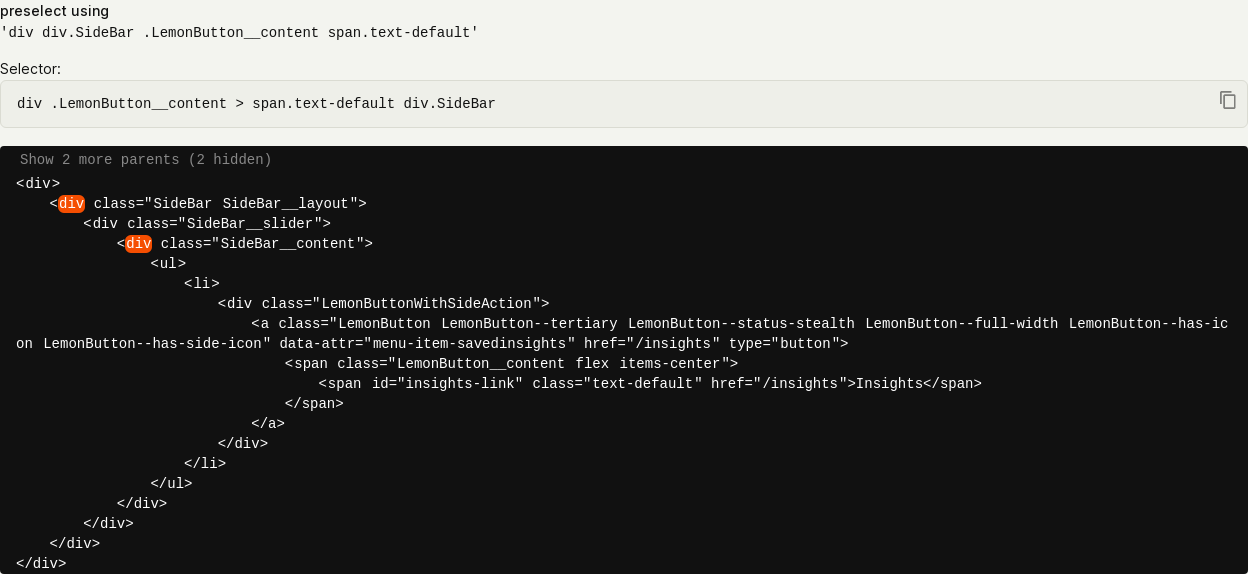 preselect using
'div div.SideBar .LemonButton__content span.text-default'
Selector:
div .LemonButton__content > span.text-default div.SideBar
Show 2 more parents (2 hidden)
<div>
<div class="SideBar SideBar__layout">
<div class="SideBar__slider">
<div class="SideBar__content">
<ul>
<li>
<div class="LemonButtonWithSideAction">
<a class="LemonButton LemonButton--tertiary LemonButton--status-stealth LemonButton--full-width LemonButton--has-ic
on LemonButton--has-side-icon" data-attr="menu-item-savedinsights" href="/insights" type="button">
<span class="LemonButton__content flex items-center">
<span id="insights-link" class="text-default" href="/insights">Insights</span>
</span>
</a>
</div>
</li>
</ul>
</div>
</div>
</div>
</div>